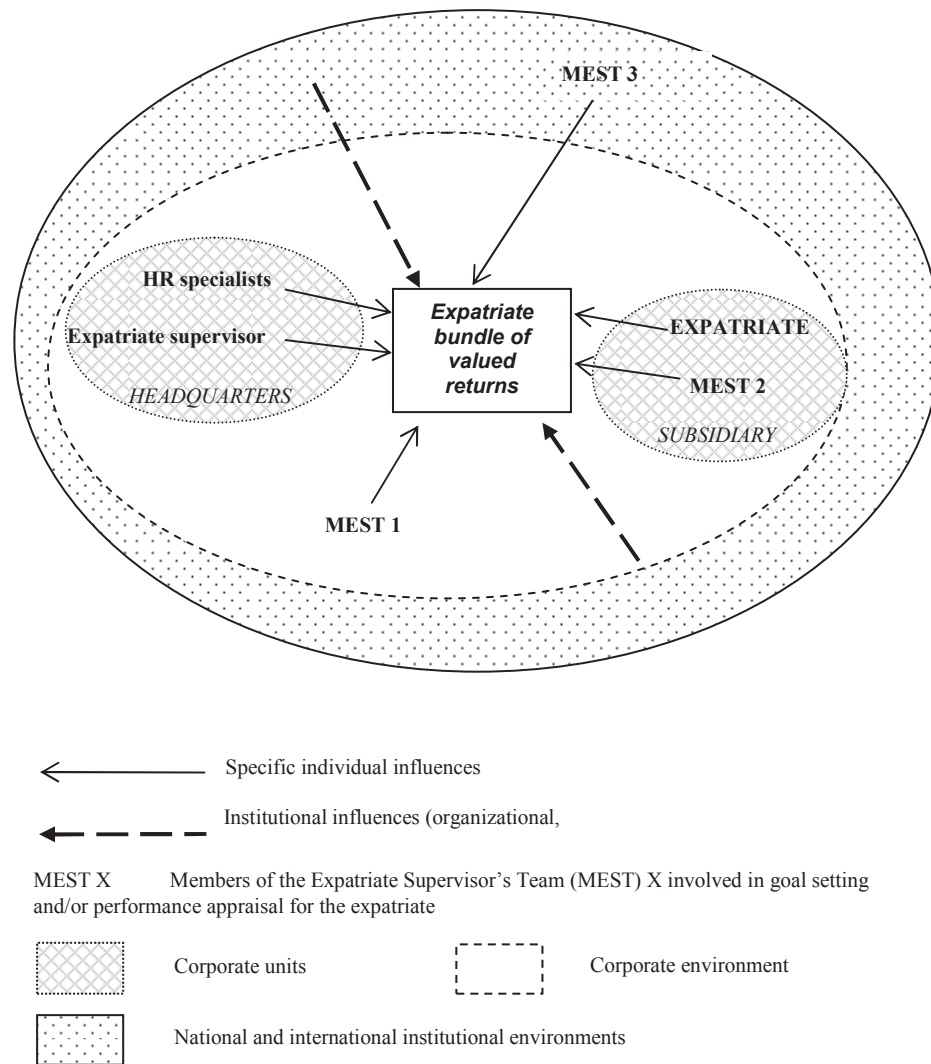 MEST 3
HR specialists
Expatriate supervisor
HEADQUARTERS
Expatriate
bundle of
valued
returns
EXPATRIATE
MEST 2
SUBSIDIARY
MEST 1
Specific individual influences
Institutional influences (organizational,
MEST X Members of the Expatriate Supervisor’s Team (MEST) X involved in goal setting
and/or performance appraisal for the expatriate
Corporate units
Corporate environment
National and international institutional environments